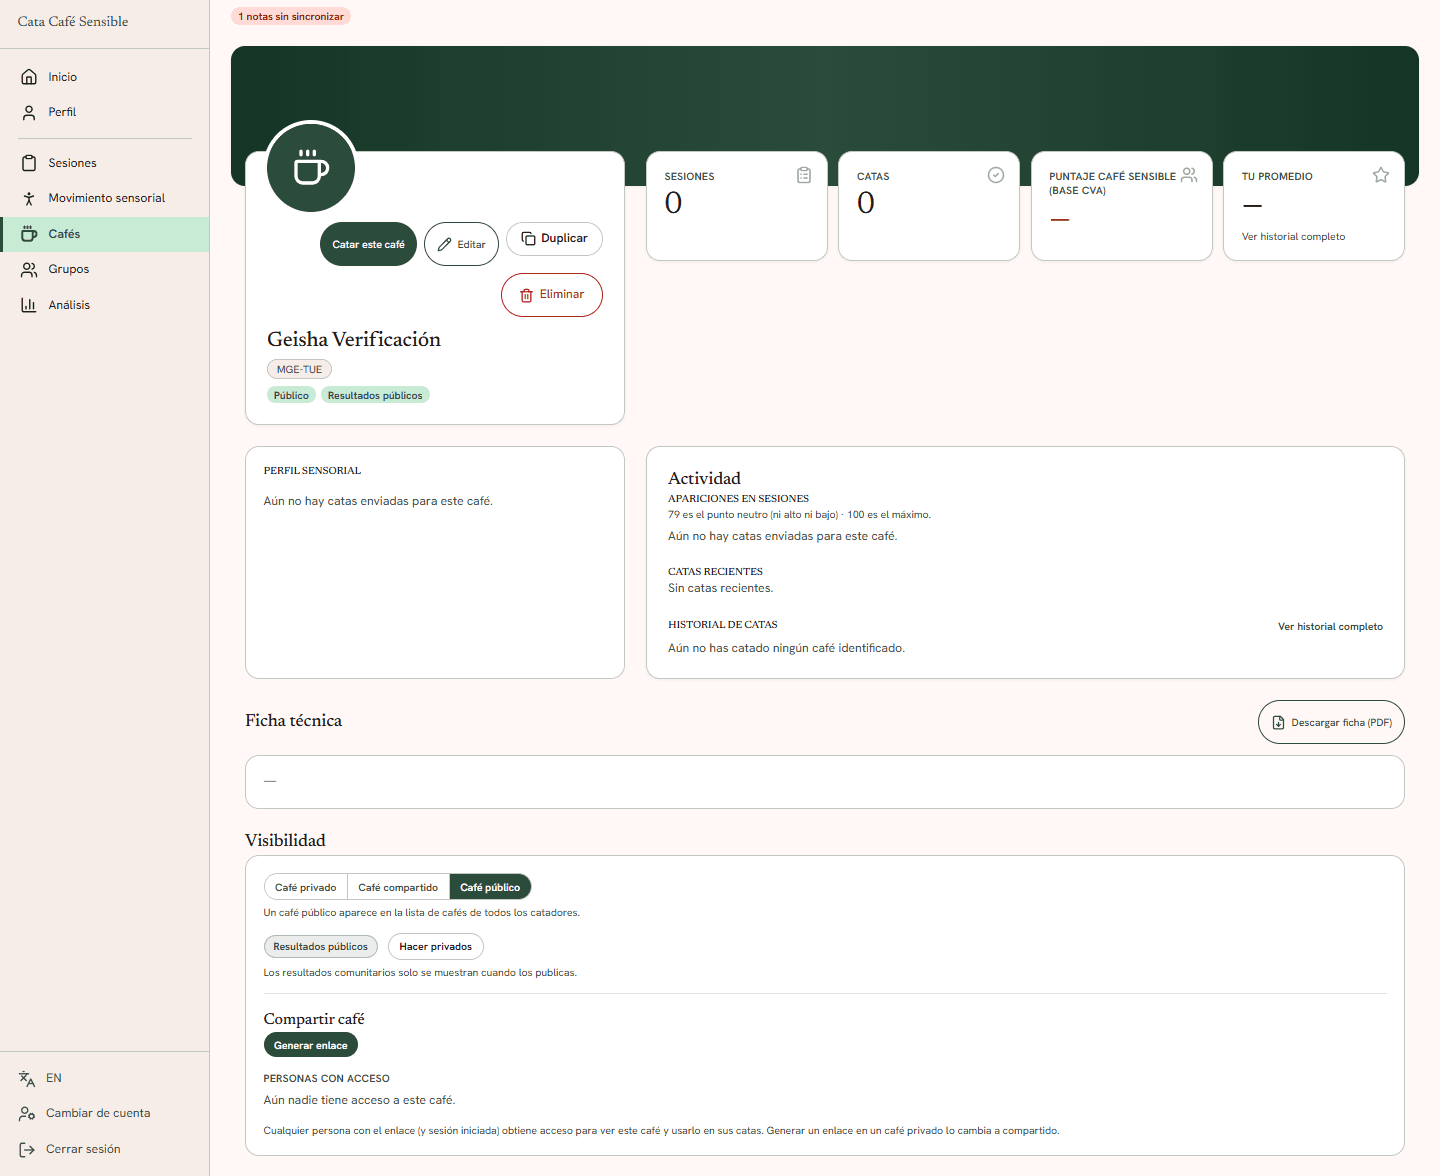 Cata Café Sensible
1 notas sin sincronizar
Inicio
Perfil
Sesiones
Movimiento sensorial
Cafés
Grupos
Análisis
EN
Cambiar de cuenta
Cerrar sesión
Catar este café
Editar
Duplicar
Eliminar
Geisha Verificación
MGE-TUE
Público
Resultados públicos
SESIONES
0
CATAS
0
PUNTAJE CAFÉ SENSIBLE
(BASE CVA)
—
TU PROMEDIO
—
Ver historial completo
PERFIL SENSORIAL
Aún no hay catas enviadas para este café.
Actividad
APARICIONES EN SESIONES
79 es el punto neutro (ni alto ni bajo) · 100 es el máximo.
Aún no hay catas enviadas para este café.
CATAS RECIENTES
Sin catas recientes.
HISTORIAL DE CATAS
Ver historial completo
Aún no has catado ningún café identificado.
Ficha técnica
Descargar ficha (PDF)
—
Visibilidad
Café privado
Café compartido
Café público
Un café público aparece en la lista de cafés de todos los catadores.
Resultados públicos
Hacer privados
Los resultados comunitarios solo se muestran cuando los publicas.
Compartir café
Generar enlace
PERSONAS CON ACCESO
Aún nadie tiene acceso a este café.
Cualquier persona con el enlace (y sesión iniciada) obtiene acceso para ver este café y usarlo en sus catas. Generar un enlace en un café privado lo cambia a compartido.